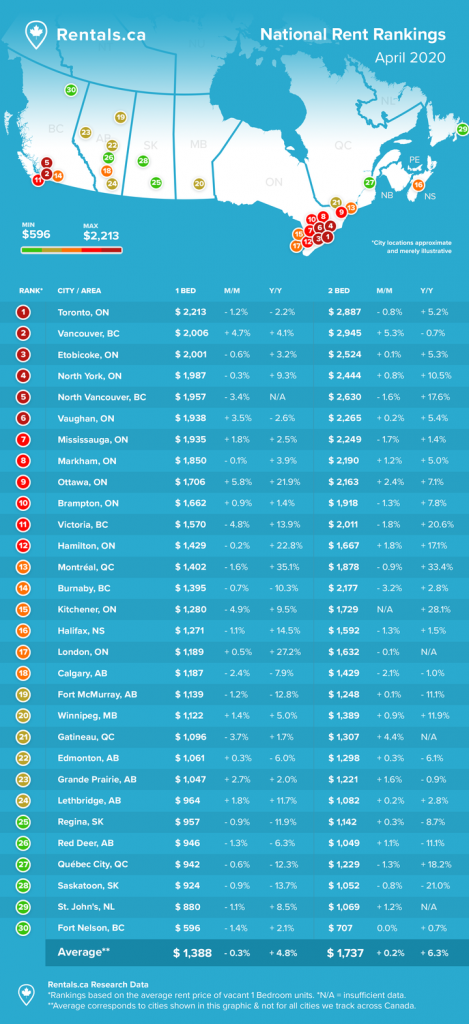 Rentals.ca
National Rent Rankings
April 2020
30
NL
BC
AB
SK
MB
ON
QC
PE
NB
NS
19
23
22
26
28
29
5
2
14
11
18
24
25
20
27
16
21
13
9
8
10
6
4
15
7
17
12
3
1
MIN
$596
MAX
$2,213
*City locations approximate
and merely illustrative
RANK* CITY / AREA 1 BED M/M Y/Y 2 BED M/M Y/Y
1 Toronto, ON $ 2,213 - 1.2% - 2.2% $ 2,887 - 0.8% + 5.2%
2 Vancouver, BC $ 2,006 + 4.7% + 4.1% $ 2,945 + 5.3% - 0.7%
3 Etobicoke, ON $ 2,001 - 0.6% + 3.2% $ 2,524 + 0.1% + 5.3%
4 North York, ON $ 1,987 - 0.3% + 9.3% $ 2,444 + 0.8% + 10.5%
5 North Vancouver, BC $ 1,957 - 3.4% N/A $ 2,630 - 1.6% + 17.6%
6 Vaughan, ON $ 1,938 + 3.5% - 2.6% $ 2,265 + 0.2% + 5.4%
7 Mississauga, ON $ 1,935 + 1.8% + 2.5% $ 2,249 - 1.7% + 1.4%
8 Markham, ON $ 1,850 - 0.1% + 3.9% $ 2,190 + 1.2% + 5.0%
9 Ottawa, ON $ 1,706 + 5.8% + 21.9% $ 2,163 + 2.4% + 7.1%
10 Brampton, ON $ 1,662 + 0.9% + 1.4% $ 1,918 - 1.3% + 7.8%
11 Victoria, BC $ 1,570 - 4.8% + 13.9% $ 2,011 - 1.8% + 20.6%
12 Hamilton, ON $ 1,429 - 0.2% + 22.8% $ 1,667 + 1.8% + 17.1%
13 Montréal, QC $ 1,402 - 1.6% + 35.1% $ 1,878 - 0.9% + 33.4%
14 Burnaby, BC $ 1,395 - 0.7% - 10.3% $ 2,177 - 3.2% + 2.8%
15 Kitchener, ON $ 1,280 - 4.9% + 9.5% $ 1,729 N/A + 28.1%
16 Halifax, NS $ 1,271 - 1.1% + 14.5% $ 1,592 - 1.3% + 1.5%
17 London, ON $ 1,189 + 0.5% + 27.2% $ 1,632 - 0.1% N/A
18 Calgary, AB $ 1,187 - 2.4% - 7.9% $ 1,429 - 2.1% - 1.0%
19 Fort McMurray, AB $ 1,139 - 1.2% - 12.8% $ 1,248 + 0.1% - 11.1%
20 Winnipeg, MB $ 1,122 + 1.4% + 5.0% $ 1,389 + 0.9% + 11.9%
21 Gatineau, QC $ 1,096 - 3.7% + 1.7% $ 1,307 + 4.4% N/A
22 Edmonton, AB $ 1,061 + 0.3% - 6.0% $ 1,298 + 0.3% - 6.1%
23 Grande Prairie, AB $ 1,047 + 2.7% + 2.0% $ 1,221 + 1.6% - 0.9%
24 Lethbridge, AB $ 964 + 1.8% + 11.7% $ 1,082 + 0.2% + 2.8%
25 Regina, SK $ 957 - 0.9% - 11.9% $ 1,142 + 0.3% - 8.7%
26 Red Deer, AB $ 946 - 1.3% - 6.3% $ 1,049 + 1.1% - 11.1%
27 Québec City, QC $ 942 - 0.6% - 12.3% $ 1,229 - 1.3% + 18.2%
28 Saskatoon, SK $ 924 - 0.9% - 13.7% $ 1,052 - 0.8% - 21.0%
29 St. John's, NL $ 880 - 1.1% + 8.5% $ 1,069 + 1.2% N/A
30 Fort Nelson, BC $ 596 - 1.4% + 2.1% $ 707 0.0% + 0.7%
Average** $ 1,388 - 0.3% + 4.8% $ 1,737 + 0.2% + 6.3%
Rentals.ca Research Data
*Rankings based on the average rent price of vacant 1 Bedroom units. *N/A = insufficient data.
**Average corresponds to cities shown in this graphic & not for all cities we track across Canada.